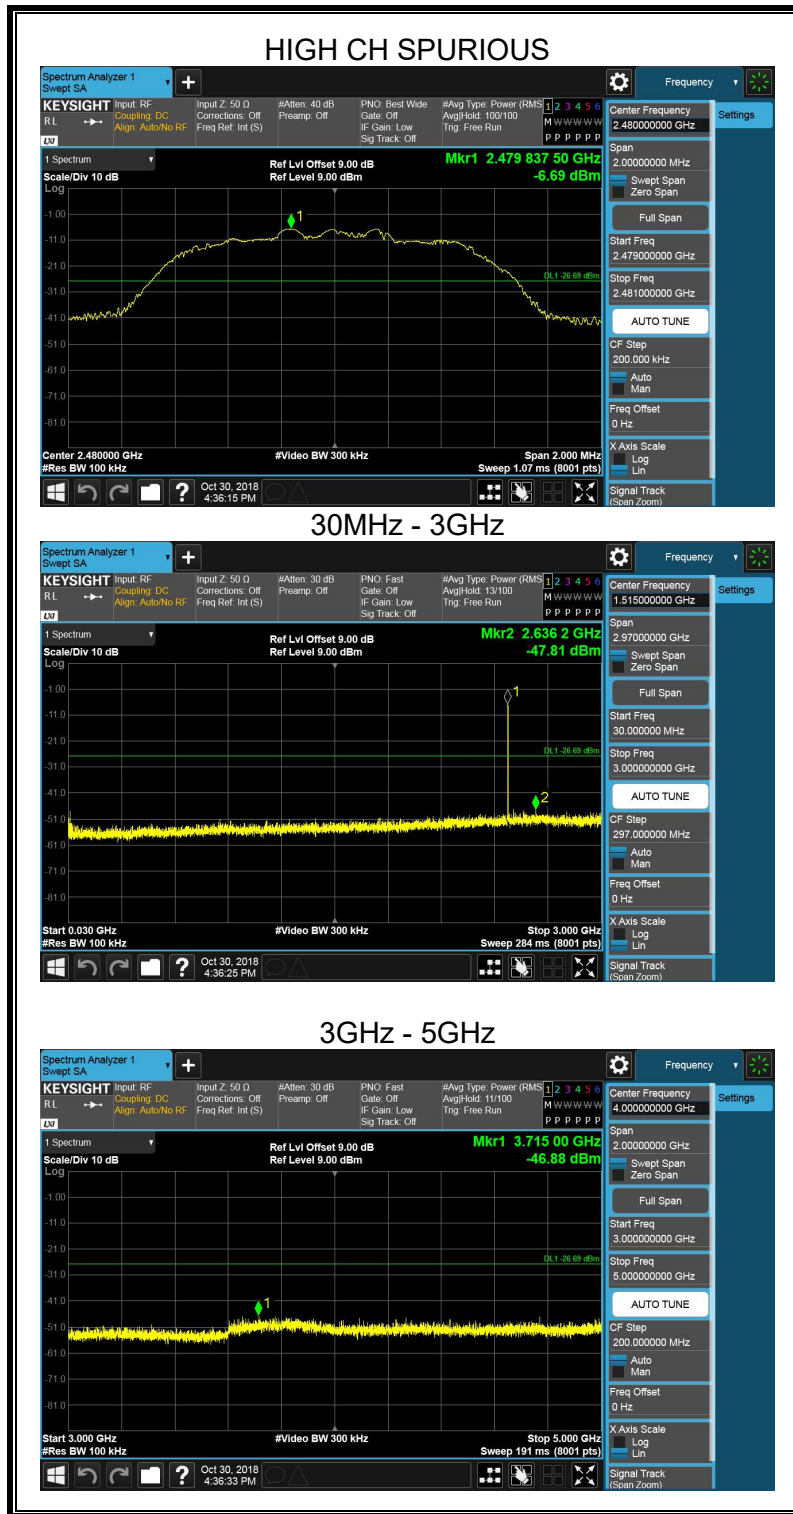 HIGH CH SPURIOUS
Spectrum Analyzer 1
Swept SA
Frequency
KEYSIGHT Input: RF Input Z: 50 Ω #Atten: 40 dB PNO: Best Wide #Avg Type: Power (RMS 1 2 3 4 5 6
RL Coupling: DC Corrections: Off Preamp: Off Gate: Off Avg|Hold: 100/100 M W W W W W
Align: Auto/No RF Freq Ref: Int (S) IF Gain: Low Trig: Free Run
LXI Sig Track: Off P P P P P P
1 Spectrum
Scale/Div 10 dB
Ref Lvl Offset 9.00 dB
Ref Level 9.00 dBm
Mkr1 2.479 837 50 GHz
-6.69 dBm
Log
-1.00
1
-11.0
-21.0
DL1 -26.69 dBm
-31.0
-41.0
-51.0
-61.0
-71.0
-81.0
Center 2.480000 GHz #Video BW 300 kHz Span 2.000 MHz
#Res BW 100 kHz Sweep 1.07 ms (8001 pts)
? Oct 30, 2018
4:36:15 PM
Center Frequency
2.480000000 GHz
Settings
Span
2.00000000 MHz
Swept Span
Zero Span
Full Span
Start Freq
2.479000000 GHz
Stop Freq
2.481000000 GHz
AUTO TUNE
CF Step
200.000 kHz
Auto
Man
Freq Offset
0 Hz
X Axis Scale
Log
Lin
Signal Track
(Span Zoom)
30MHz - 3GHz
Spectrum Analyzer 1
Swept SA
Frequency
KEYSIGHT Input: RF Input Z: 50 Ω #Atten: 30 dB PNO: Fast #Avg Type: Power (RMS 1 2 3 4 5 6
RL Coupling: DC Corrections: Off Preamp: Off Gate: Off Avg|Hold: 13/100 M W W W W W
Align: Auto/No RF Freq Ref: Int (S) IF Gain: Low Trig: Free Run
LXI Sig Track: Off P P P P P P
1 Spectrum
Scale/Div 10 dB
Ref Lvl Offset 9.00 dB
Ref Level 9.00 dBm
Mkr2 2.636 2 GHz
-47.81 dBm
Log
-1.00
1
-11.0
-21.0
DL1 -26.69 dBm
-31.0
-41.0
2
-51.0
-61.0
-71.0
-81.0
Start 0.030 GHz #Video BW 300 kHz Stop 3.000 GHz
#Res BW 100 kHz Sweep 284 ms (8001 pts)
? Oct 30, 2018
4:36:25 PM
Center Frequency
1.515000000 GHz
Settings
Span
2.97000000 GHz
Swept Span
Zero Span
Full Span
Start Freq
30.000000 MHz
Stop Freq
3.000000000 GHz
AUTO TUNE
CF Step
297.000000 MHz
Auto
Man
Freq Offset
0 Hz
X Axis Scale
Log
Lin
Signal Track
(Span Zoom)
3GHz - 5GHz
Spectrum Analyzer 1
Swept SA
Frequency
KEYSIGHT Input: RF Input Z: 50 Ω #Atten: 30 dB PNO: Fast #Avg Type: Power (RMS 1 2 3 4 5 6
RL Coupling: DC Corrections: Off Preamp: Off Gate: Off Avg|Hold: 11/100 M W W W W W
Align: Auto/No RF Freq Ref: Int (S) IF Gain: Low Trig: Free Run
LXI Sig Track: Off P P P P P P
1 Spectrum
Scale/Div 10 dB
Ref Lvl Offset 9.00 dB
Ref Level 9.00 dBm
Mkr1 3.715 00 GHz
-46.88 dBm
Log
-1.00
-11.0
-21.0
DL1 -26.69 dBm
-31.0
-41.0
1
-51.0
-61.0
-71.0
-81.0
Start 3.000 GHz #Video BW 300 kHz Stop 5.000 GHz
#Res BW 100 kHz Sweep 191 ms (8001 pts)
? Oct 30, 2018
4:36:33 PM
Center Frequency
4.000000000 GHz
Settings
Span
2.00000000 GHz
Swept Span
Zero Span
Full Span
Start Freq
3.000000000 GHz
Stop Freq
5.000000000 GHz
AUTO TUNE
CF Step
200.000000 MHz
Auto
Man
Freq Offset
0 Hz
X Axis Scale
Log
Lin
Signal Track
(Span Zoom)